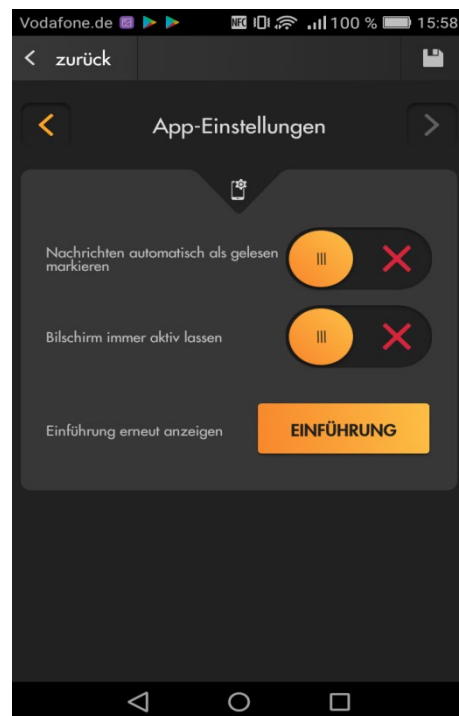 Vodafone.de NFC 100 % 15:58
zurück
App-Einstellungen
Nachrichten automatisch als gelesen
markieren
Bilschirm immer aktiv lassen
Einführung erneut anzeigen EINFÜHRUNG